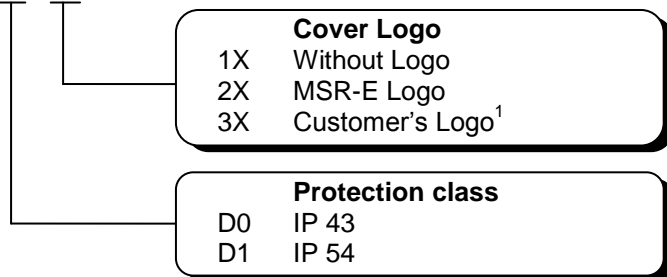 Cover Logo
1X Without Logo
2X MSR-E Logo
3X Customer's Logo1
Protection class
D0 IP 43
D1 IP 54